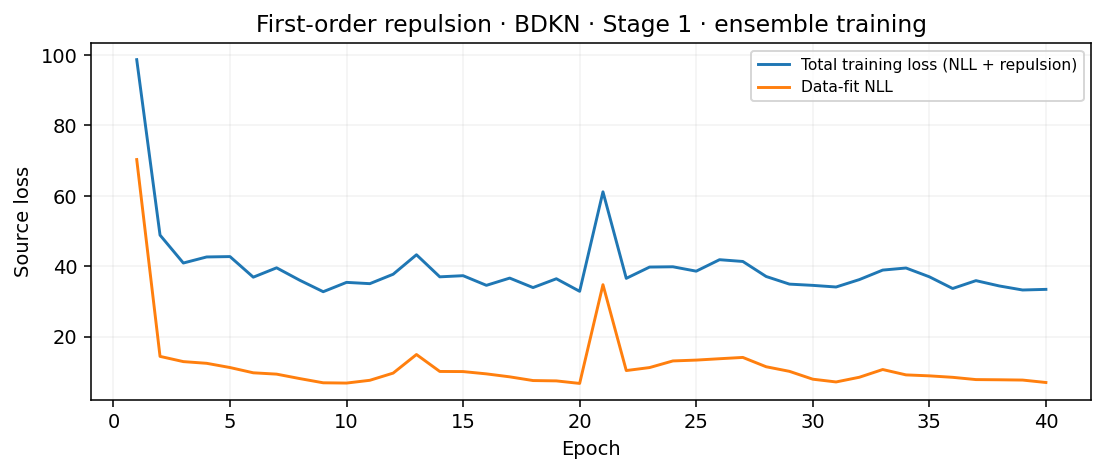 First-order repulsion · BDKN · Stage 1 · ensemble training
Total training loss (NLL + repulsion)
Data-fit NLL
Source loss
100
80
60
40
20
0 5 10 15 20 25 30 35 40
Epoch